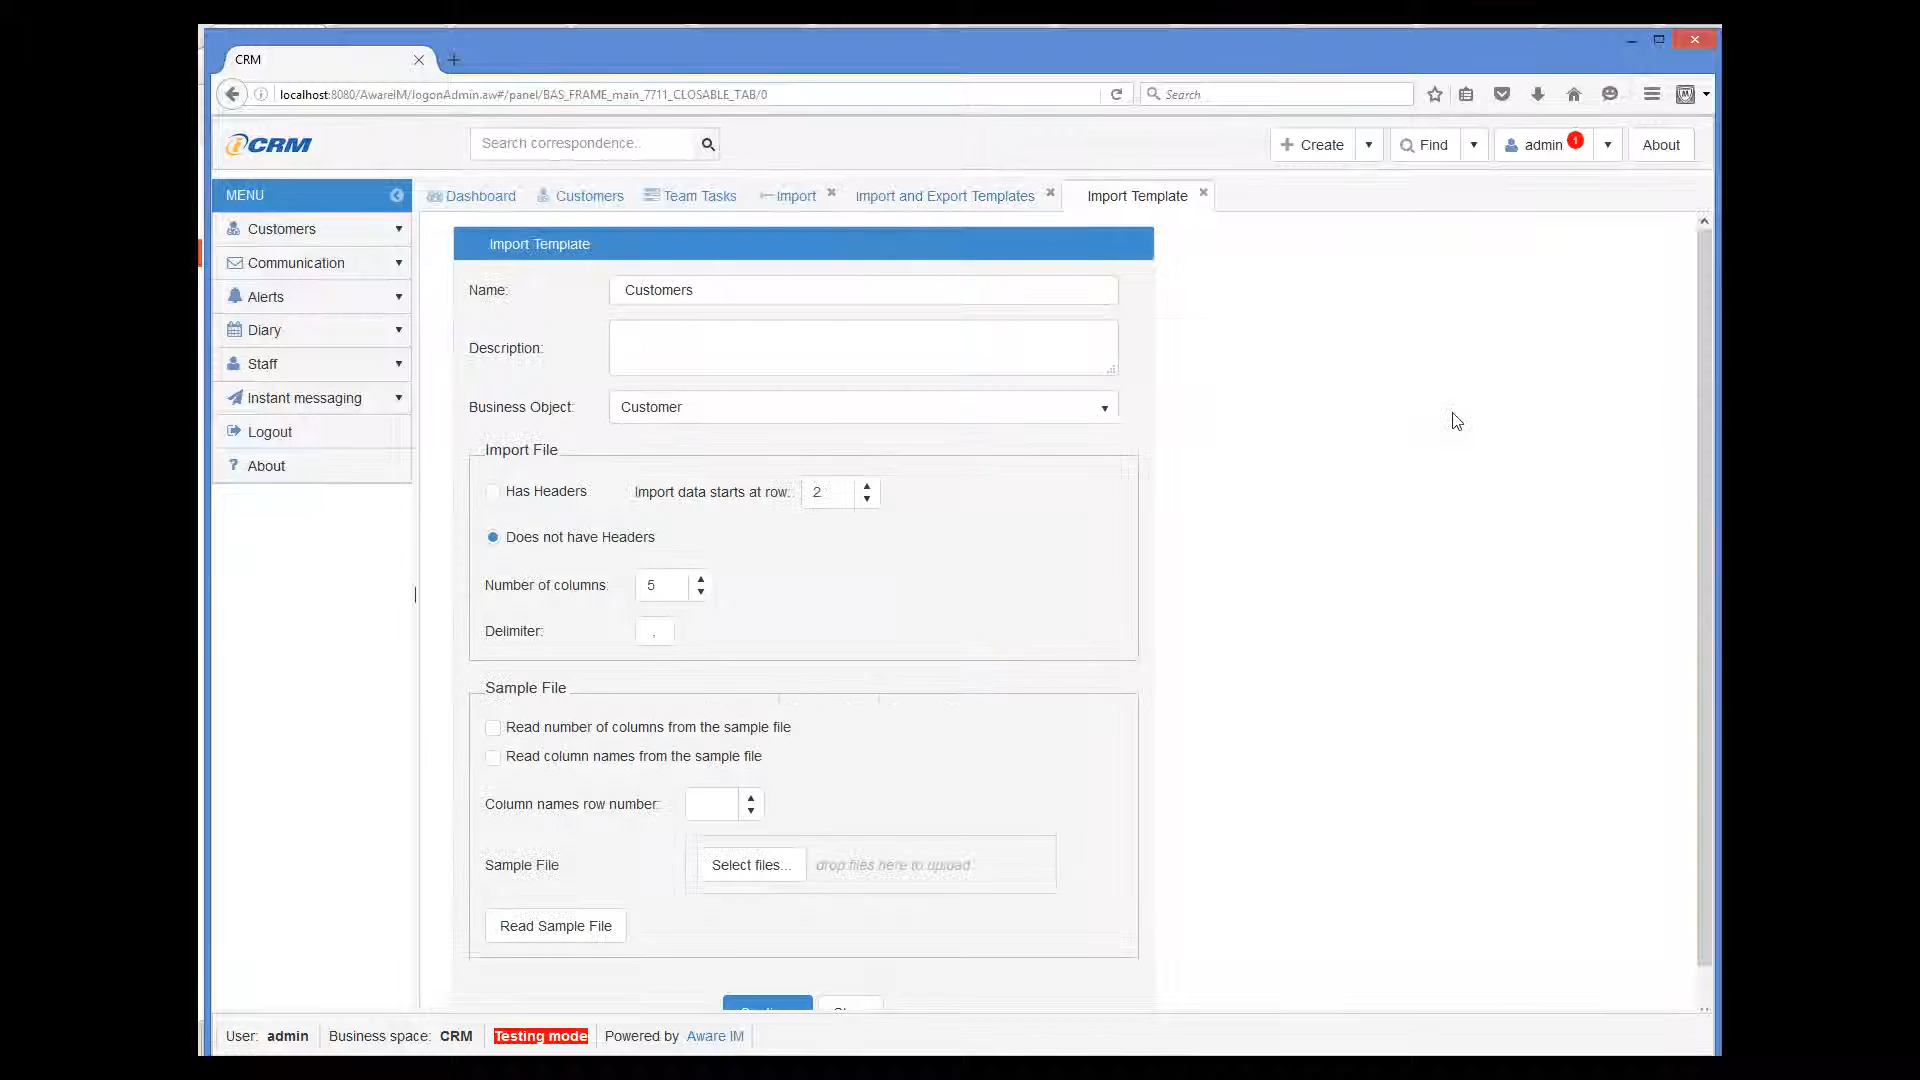 CRM
localhost:8080/AwareIM/logonAdmin.aw#/panel/BAS_FRAME_main_7711_CLOSABLE_TAB/0
Search
iCRM
Search correspondence..
Create
Find
admin 1
About
MENU
Dashboard
Customers
Team Tasks
Import
Import and Export Templates
Import Template
Customers
Communication
Alerts
Diary
Staff
Instant messaging
Logout
? About
Import Template
Name: Customers
Description:
Business Object: Customer
Import File
Has Headers Import data starts at row: 2
Does not have Headers
Number of columns: 5
Delimiter: ,
Sample File
Read number of columns from the sample file
Read column names from the sample file
Column names row number:
Sample File Select files... drop files here to upload
Read Sample File
User: admin Business space: CRM Testing mode Powered by Aware IM